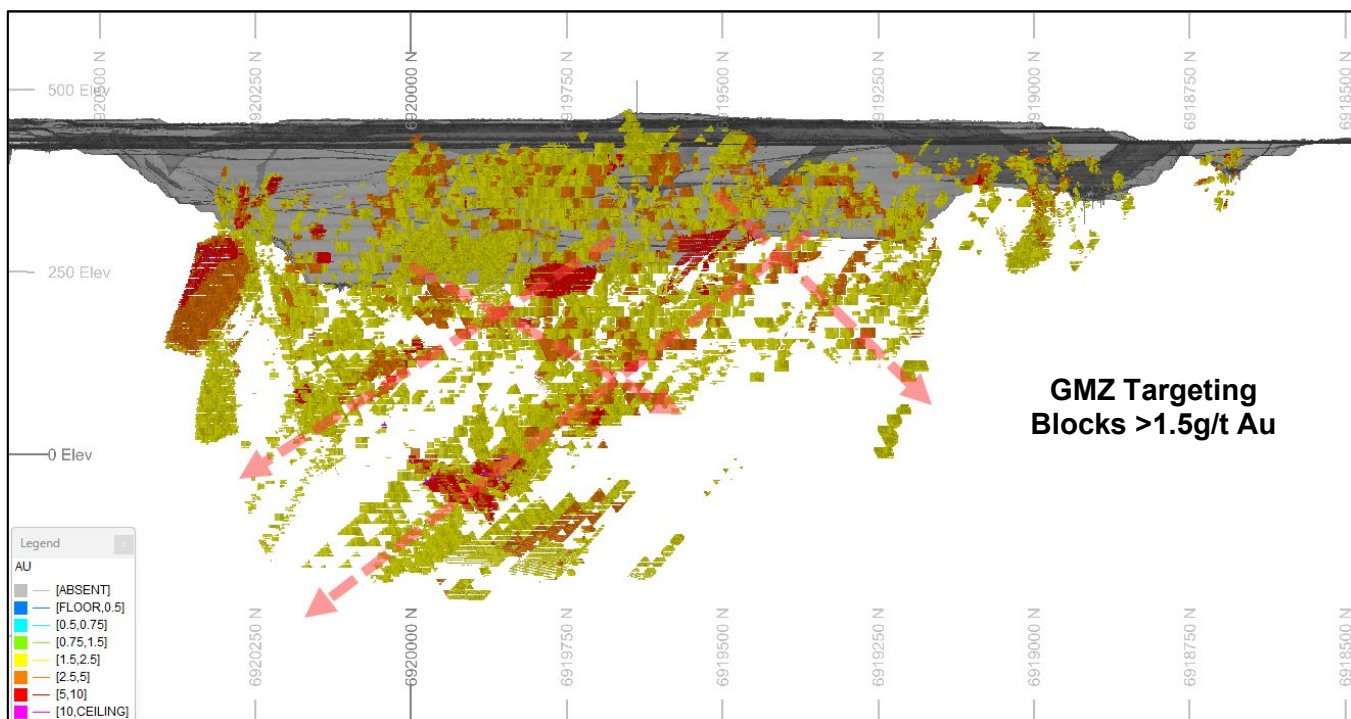 6920500 N
6920250 N
6920000 N
6919750 N
6919500 N
6919250 N
6919000 N
6918750 N
6918500 N
500 Elev
250 Elev
0 Elev
GMZ Targeting
Blocks >1.5g/t Au
Legend
x
AU
[ABSENT]
[FLOOR,0.5]
[0.5,0.75]
[0.75,1.5]
[1.5,2.5]
[2.5,5]
[5,10]
[10,CEILING]
6920250 N
6920000 N
6919750 N
6919500 N
6919250 N
6919000 N
6918750 N
6918500 N